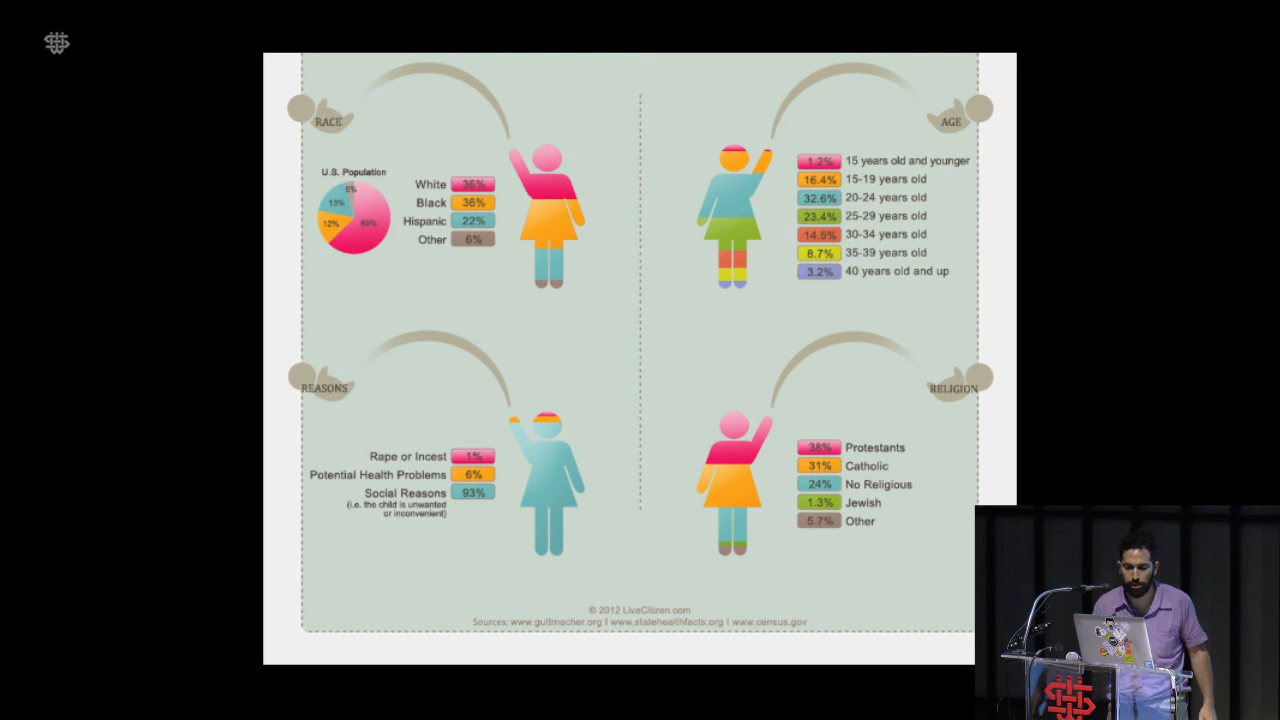 RACE
U.S. Population
6%
13%
12%
White 36%
Black 36%
Hispanic 22%
Other 6%
AGE
1.2% 15 years old and younger
16.4% 15-19 years old
32.6% 20-24 years old
23.4% 25-29 years old
14.5% 30-34 years old
8.7% 35-39 years old
3.2% 40 years old and up
REASONS
Rape or Incest 1%
Potential Health Problems 6%
Social Reasons 93%
(i.e. the child is unwanted
or inconvenient)
RELIGION
38% Protestants
31% Catholic
24% No Religious
1.3% Jewish
5.7% Other
© 2012 LiveCitizen.com
Sources: www.guttmacher.org I www.statehealthfacts.org I www.census.gov